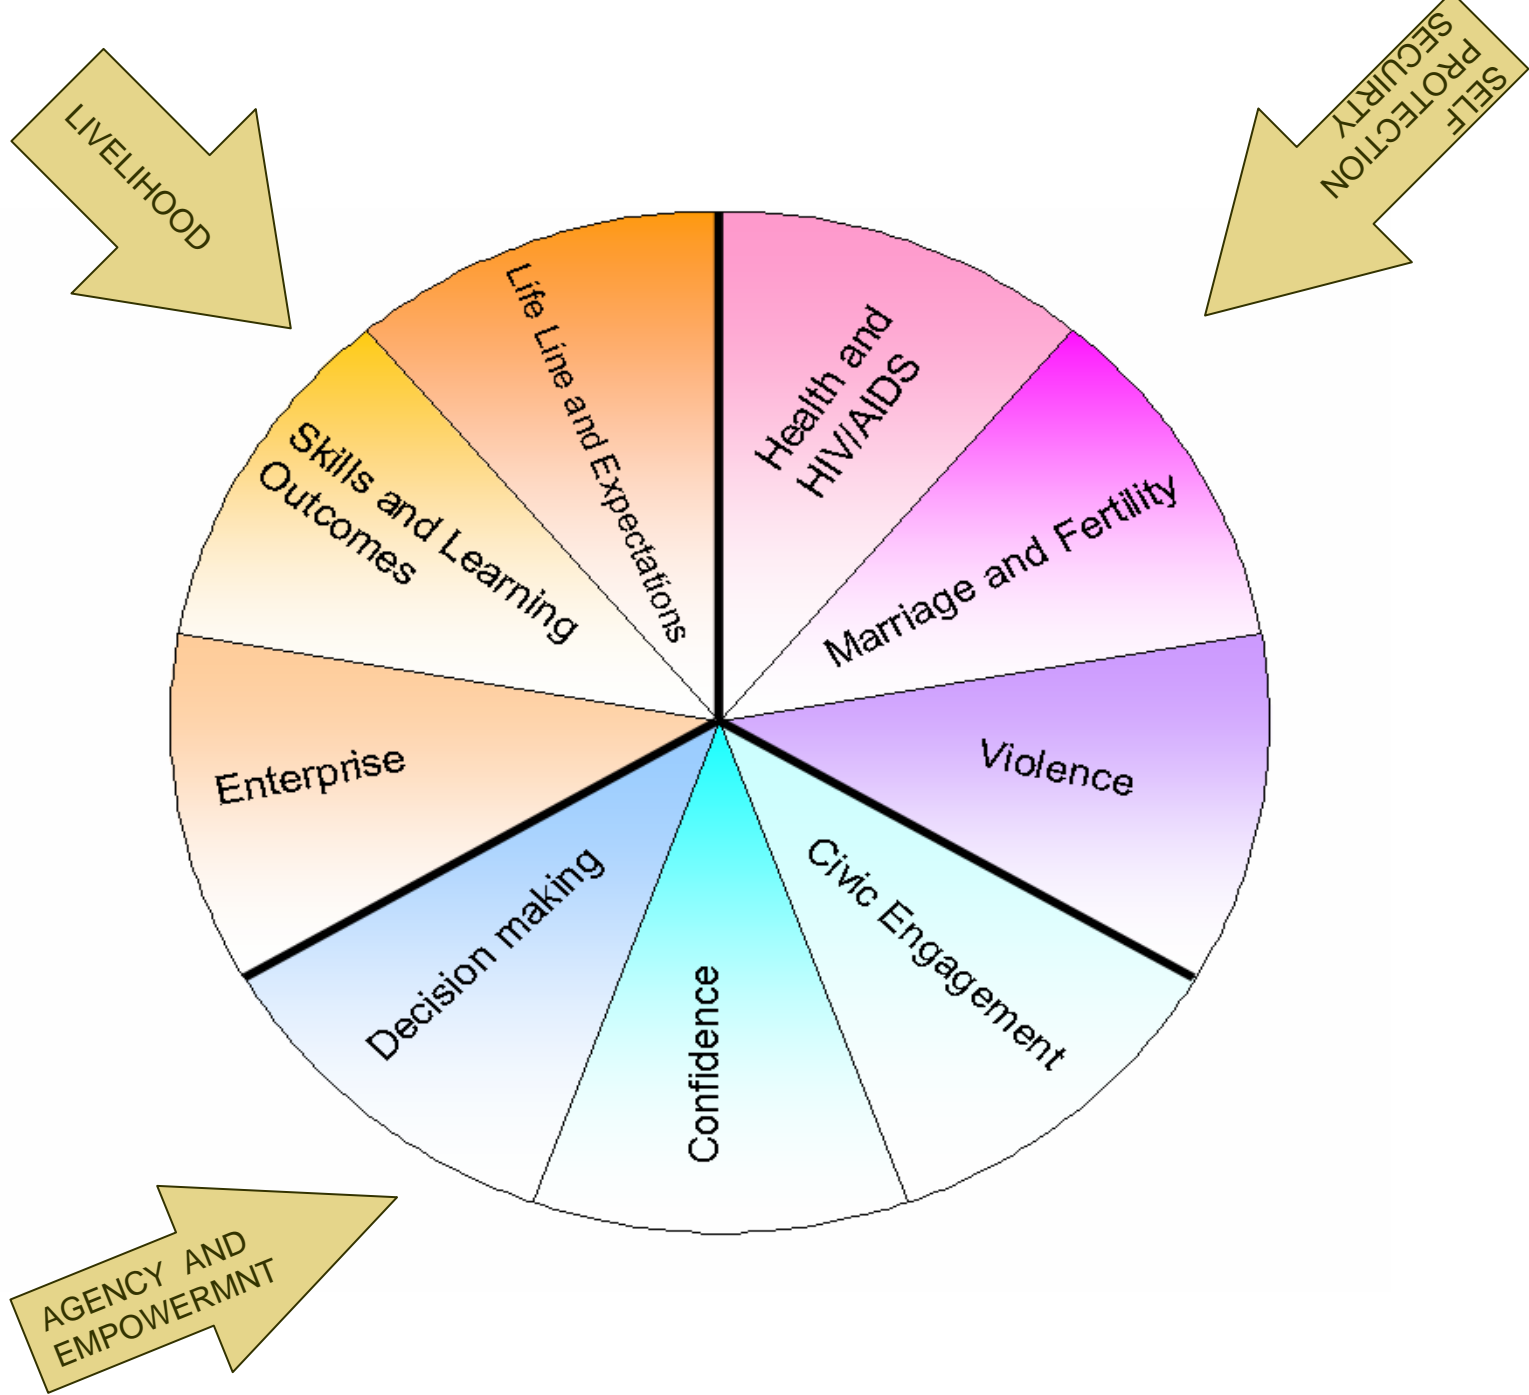 LIVELIHOOD
SELF
PROTECTION
SECUIRTY
Life Line and Expectations
Health and
HIV/AIDS
Skills and Learning
Outcomes
Marriage and Fertility
Enterprise
Violence
Decision making
Confidence
Civic Engagement
AGENCY AND
EMPOWERMNT